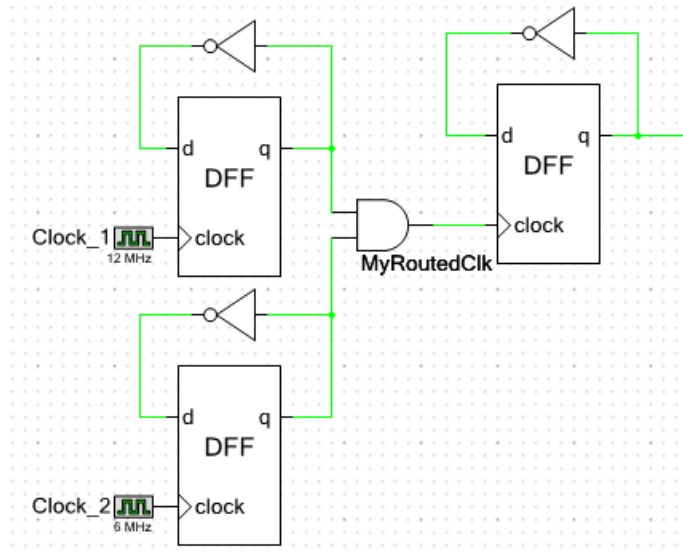 d q
DFF
Clock_1 clock
12 MHz
d q
DFF
clock
MyRoutedClk
d q
DFF
Clock_2 clock
6 MHz